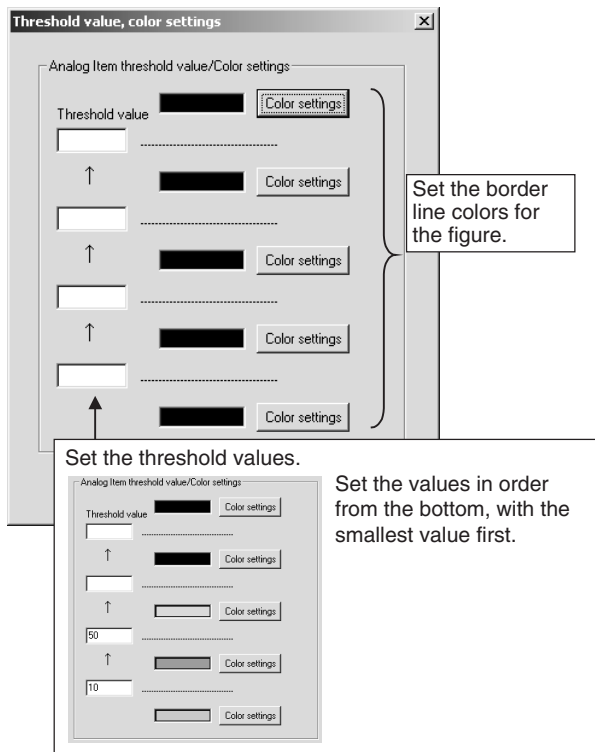 Threshold value, color settings
Analog Item threshold value/Color settings
Color settings
Threshold value
↑
Color settings
↑
Color settings
↑
Color settings
Color settings
Set the border
line colors for
the figure.
Set the threshold values.
Analog Item threshold value/Color settings
Color settings
Threshold value
↑
Color settings
↑
Color settings
50
↑
Color settings
10
Color settings
Set the values in order
from the bottom, with the
smallest value first.